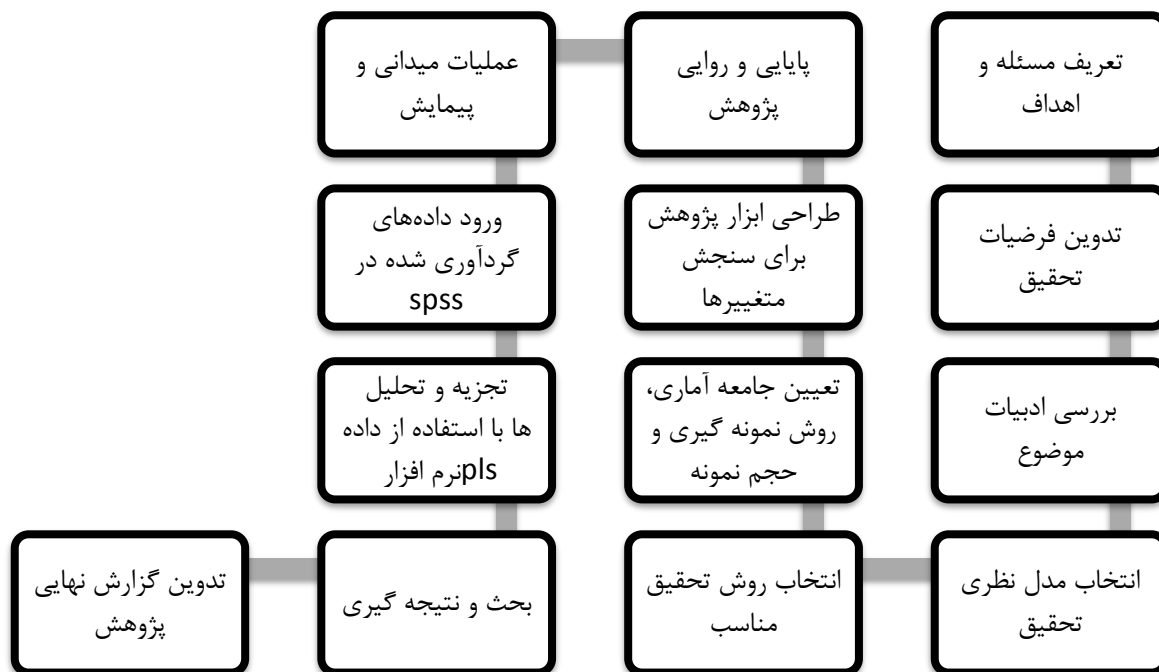 تعریف مسئله و
اهداف
تدوین فرضیات
تحقیق
بررسی ادبیات
موضوع
انتخاب مدل نظری
تحقیق
انتخاب روش تحقیق
مناسب
تعیین جامعه آماری،
روش نمونه گیری و
حجم نمونه
طراحی ابزار پژوهش
برای سنجش
متغییرها
پایایی و روایی
پژوهش
عملیات میدانی و
پیمایش
ورود داده‌های
گردآوری شده در
spss
تجزیه و تحلیل
ها با استفاده از داده
plsنرم افزار
بحث و نتیجه گیری
تدوین گزارش نهایی
پژوهش